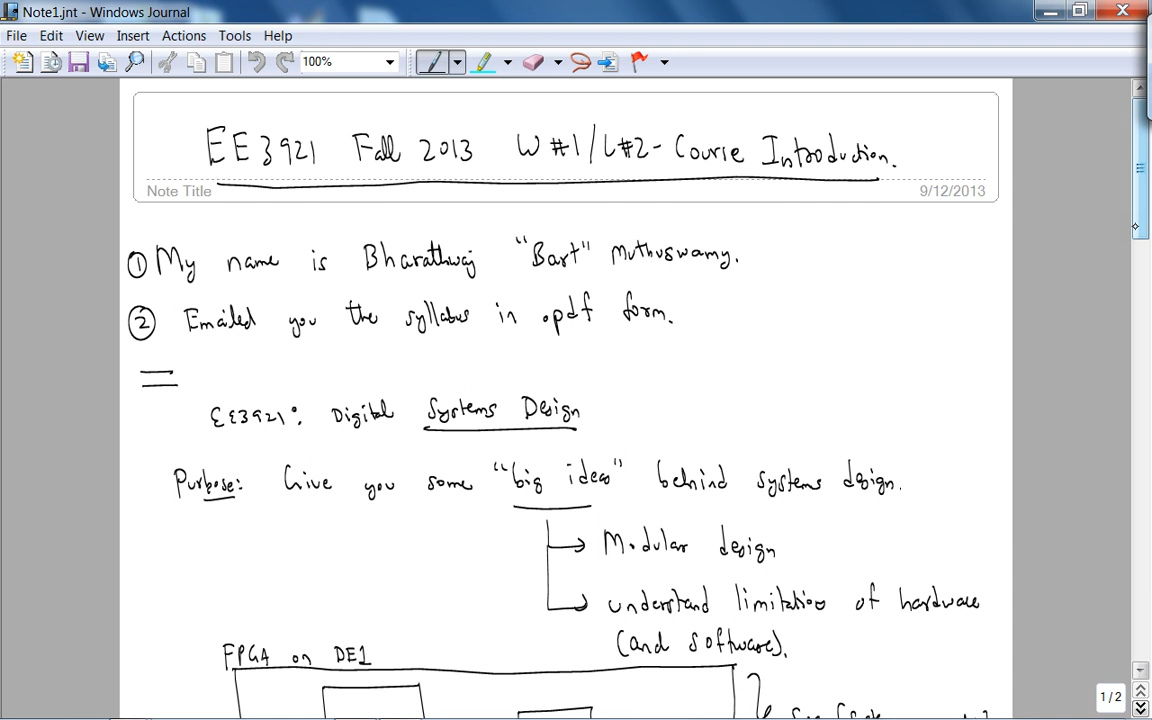 Note1.jnt - Windows Journal
File Edit View Insert Actions Tools Help
100%
EE3921 Fall 2013 W#1/L#2- Course Introduction.
Note Title
9/12/2013
① My name is Bharathwaj "Bart" Muthuswamy.
② Emailed you the syllabus in .pdf form.
EE3921: Digital Systems Design
Purpose: Give you some "big idea" behind systems design.
Modular design
understand limitation of hardware
(and software).
FPGA on DE1
1/2